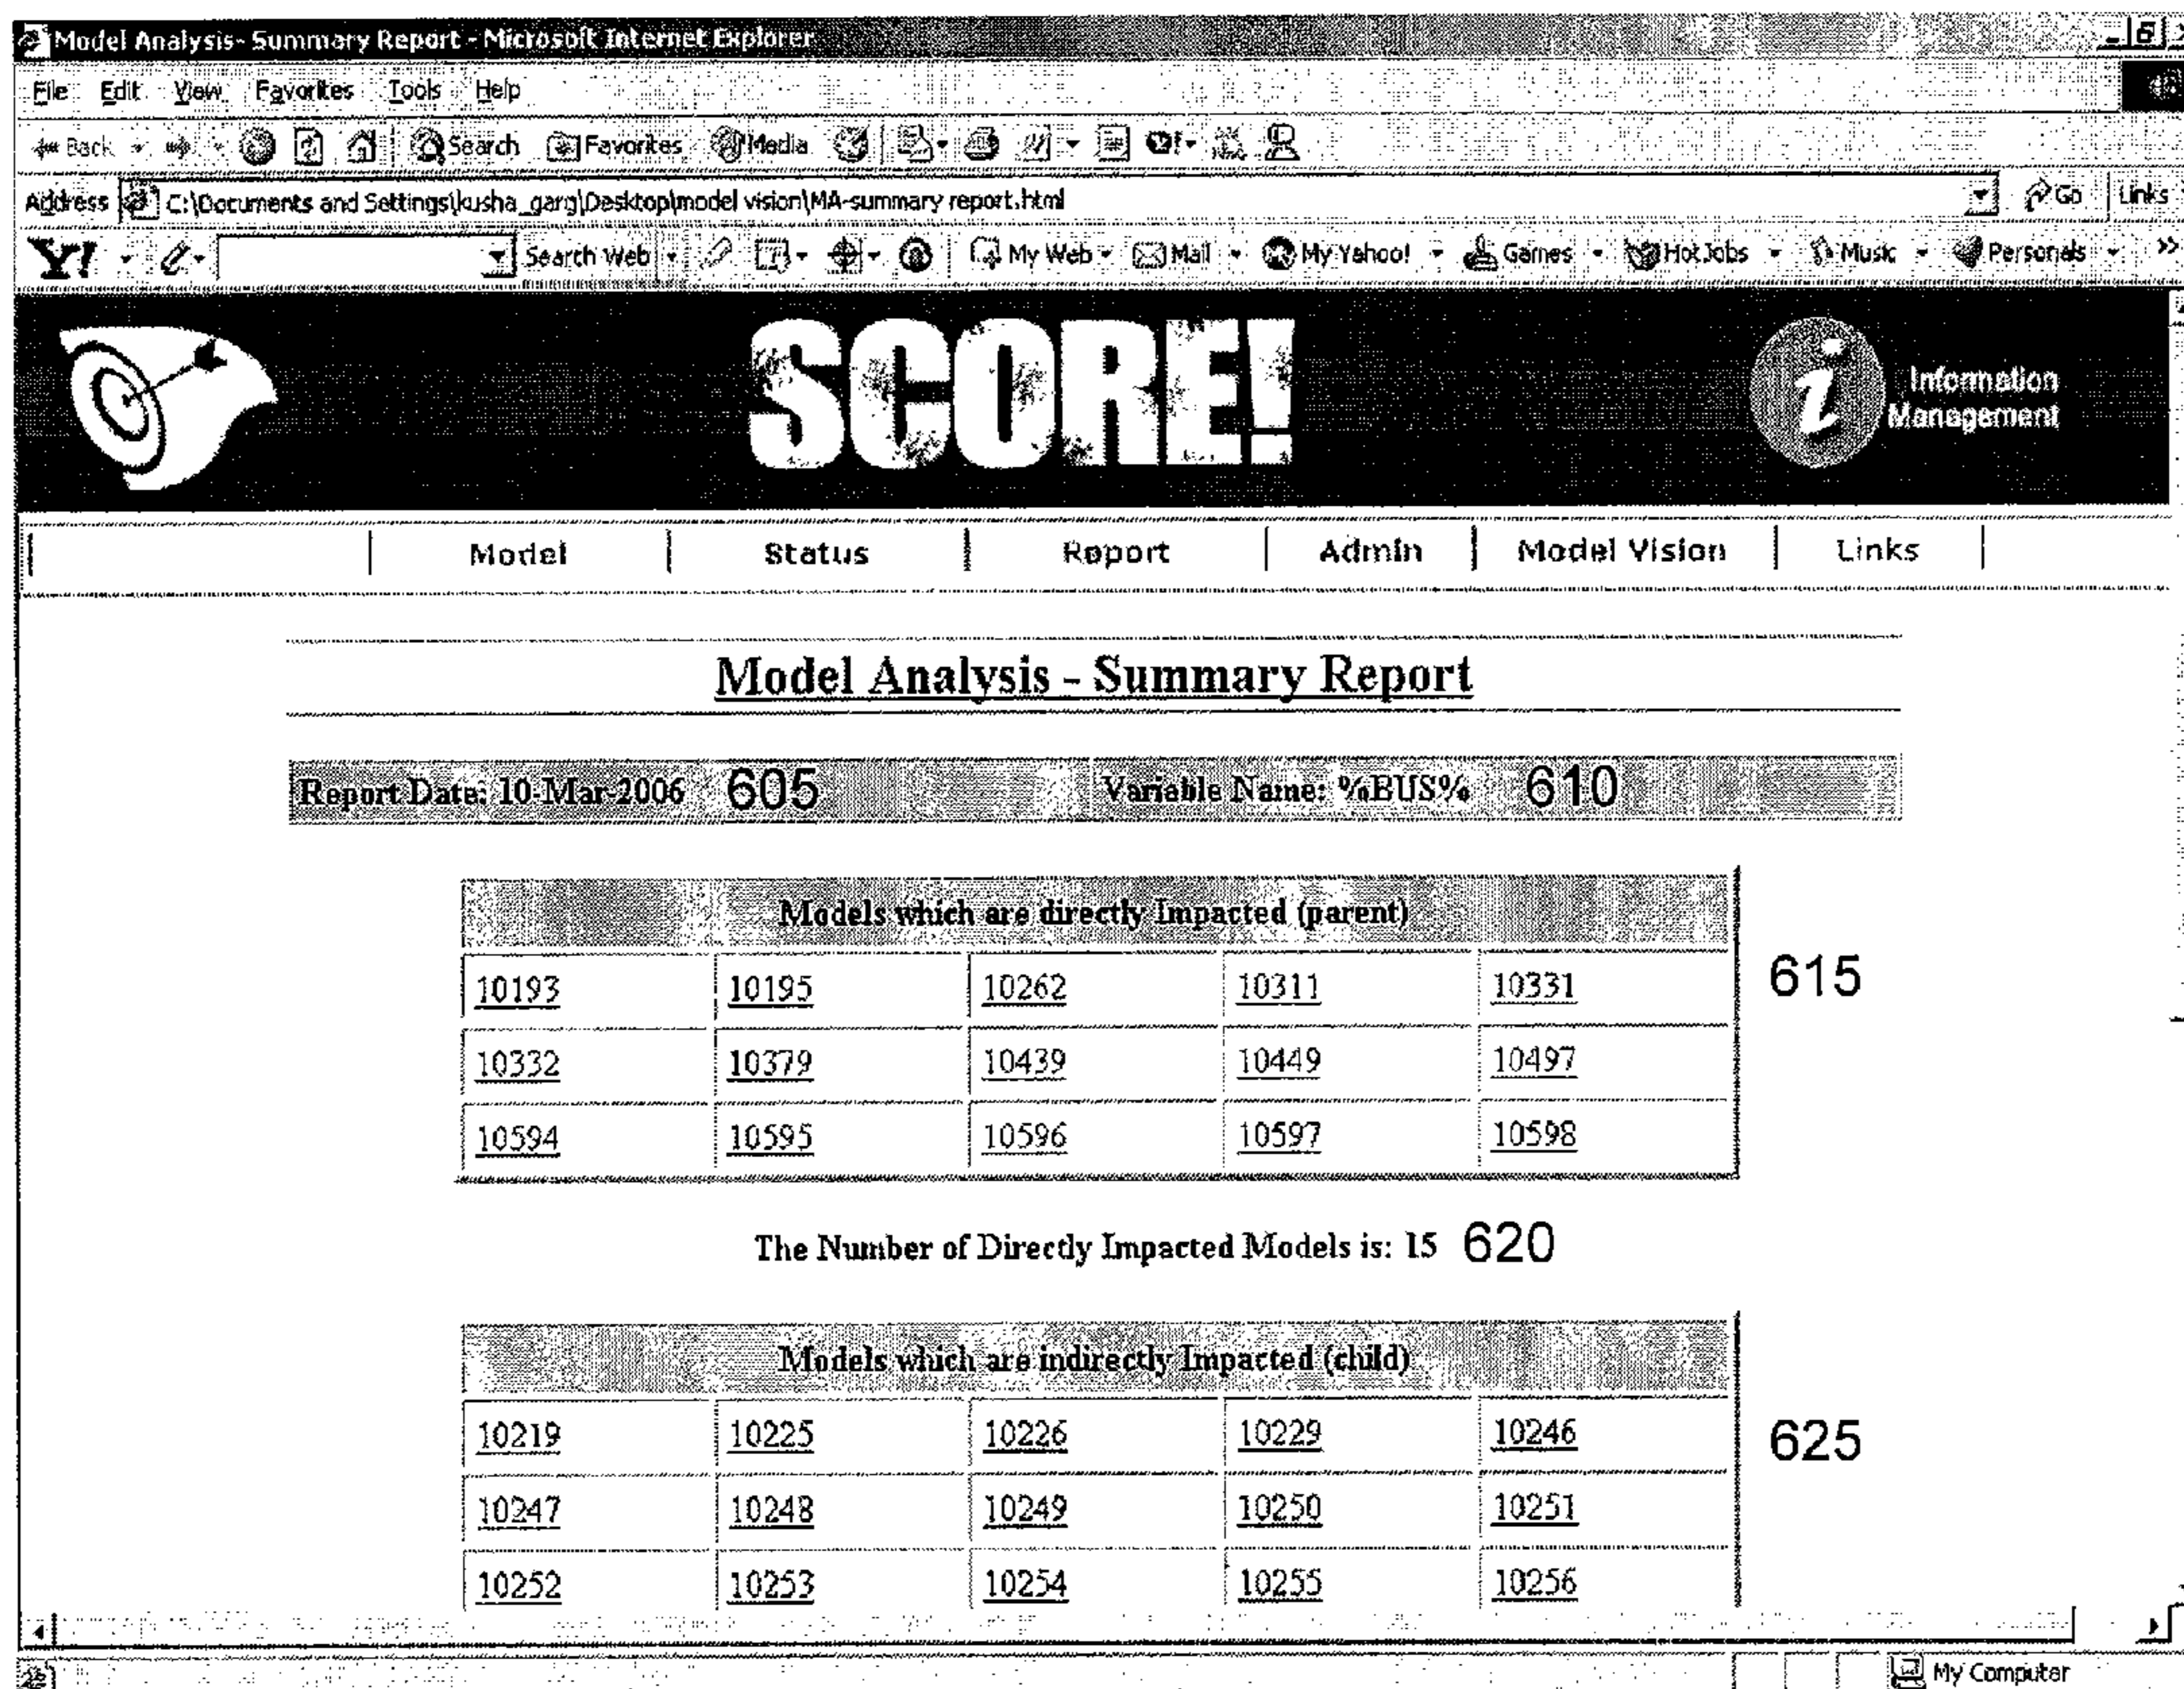 Model Analysis- Summary Report - Microsoft Internet Explorer
File Edit View Favorites Tools Help
Back Search Favorites Media
Address C:\Documents and Settings\kusha_garg\Desktop\model vision\MA-summary report.html Go Links
Y! Search Web My Web Mail My Yahoo! Games HotJobs Music Personals »
SCORE!
i Information
Management
Model Status Report Admin Model Vision Links
Model Analysis - Summary Report
Report Date: 10-Mar-2006 605 Variable Name: %BUS% 610
Models which are directly Impacted (parent)
10193 10195 10262 10311 10331 615
10332 10379 10439 10449 10497
10594 10595 10596 10597 10598
The Number of Directly Impacted Models is: 15 620
Models which are indirectly Impacted (child)
10219 10225 10226 10229 10246 625
10247 10248 10249 10250 10251
10252 10253 10254 10255 10256
My Computer